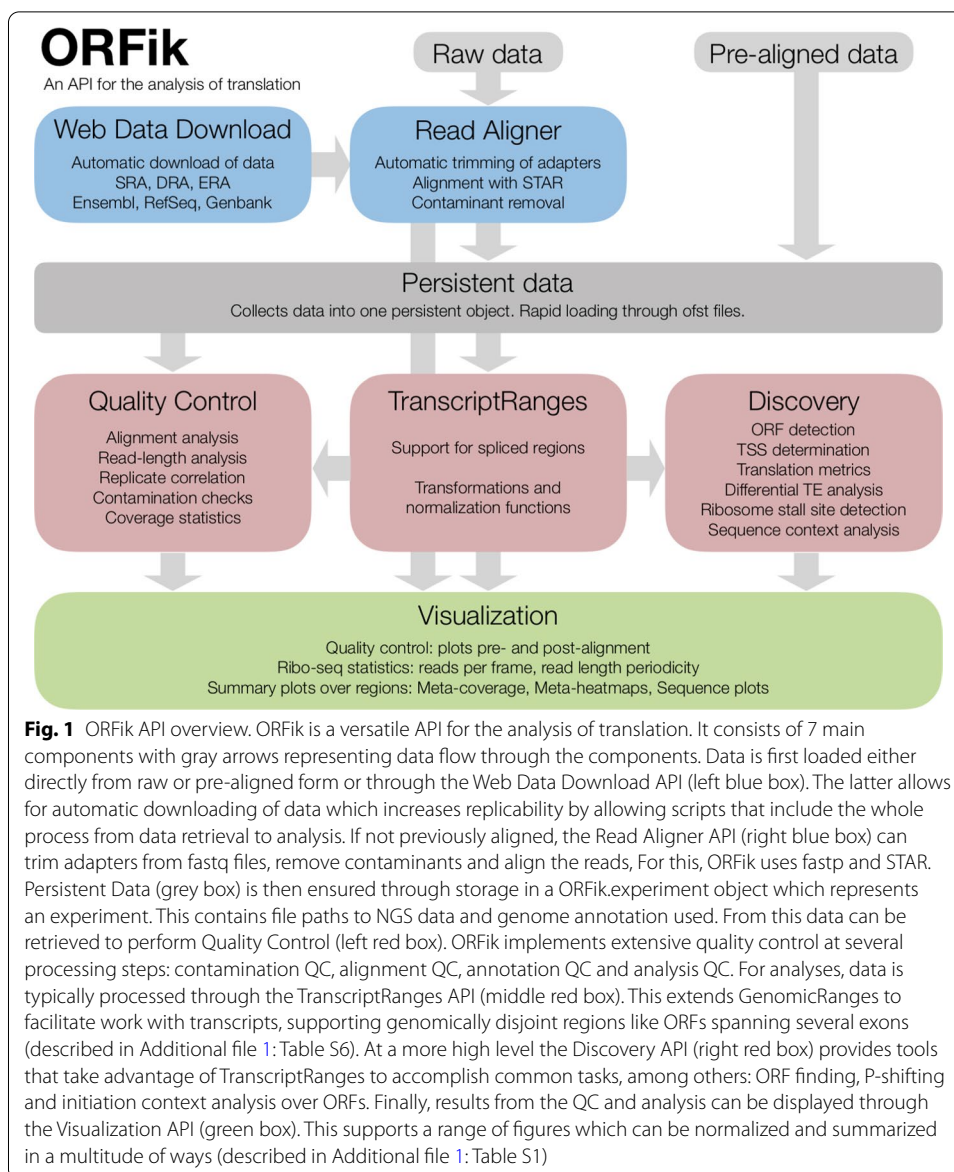 ORFik
An API for the analysis of translation
Raw data
Pre-aligned data
Web Data Download
Automatic download of data
SRA, DRA, ERA
Ensembl, RefSeq, Genbank
Read Aligner
Automatic trimming of adapters
Alignment with STAR
Contaminant removal
Persistent data
Collects data into one persistent object. Rapid loading through ofst files.
Quality Control
Alignment analysis
Read-length analysis
Replicate correlation
Contamination checks
Coverage statistics
TranscriptRanges
Support for spliced regions
Transformations and
normalization functions
Discovery
ORF detection
TSS determination
Translation metrics
Differential TE analysis
Ribosome stall site detection
Sequence context analysis
Visualization
Quality control: plots pre- and post-alignment
Ribo-seq statistics: reads per frame, read length periodicity
Summary plots over regions: Meta-coverage, Meta-heatmaps, Sequence plots
Fig. 1 ORFik API overview. ORFik is a versatile API for the analysis of translation. It consists of 7 main
components with gray arrows representing data flow through the components. Data is first loaded either
directly from raw or pre-aligned form or through the Web Data Download API (left blue box). The latter allows
for automatic downloading of data which increases replicability by allowing scripts that include the whole
process from data retrieval to analysis. If not previously aligned, the Read Aligner API (right blue box) can
trim adapters from fastq files, remove contaminants and align the reads, For this, ORFik uses fastp and STAR.
Persistent Data (grey box) is then ensured through storage in a ORFik.experiment object which represents
an experiment. This contains file paths to NGS data and genome annotation used. From this data can be
retrieved to perform Quality Control (left red box). ORFik implements extensive quality control at several
processing steps: contamination QC, alignment QC, annotation QC and analysis QC. For analyses, data is
typically processed through the TranscriptRanges API (middle red box). This extends GenomicRanges to
facilitate work with transcripts, supporting genomically disjoint regions like ORFs spanning several exons
(described in Additional file 1: Table S6). At a more high level the Discovery API (right red box) provides tools
that take advantage of TranscriptRanges to accomplish common tasks, among others: ORF finding, P-shifting
and initiation context analysis over ORFs. Finally, results from the QC and analysis can be displayed through
the Visualization API (green box). This supports a range of figures which can be normalized and summarized
in a multitude of ways (described in Additional file 1: Table S1)